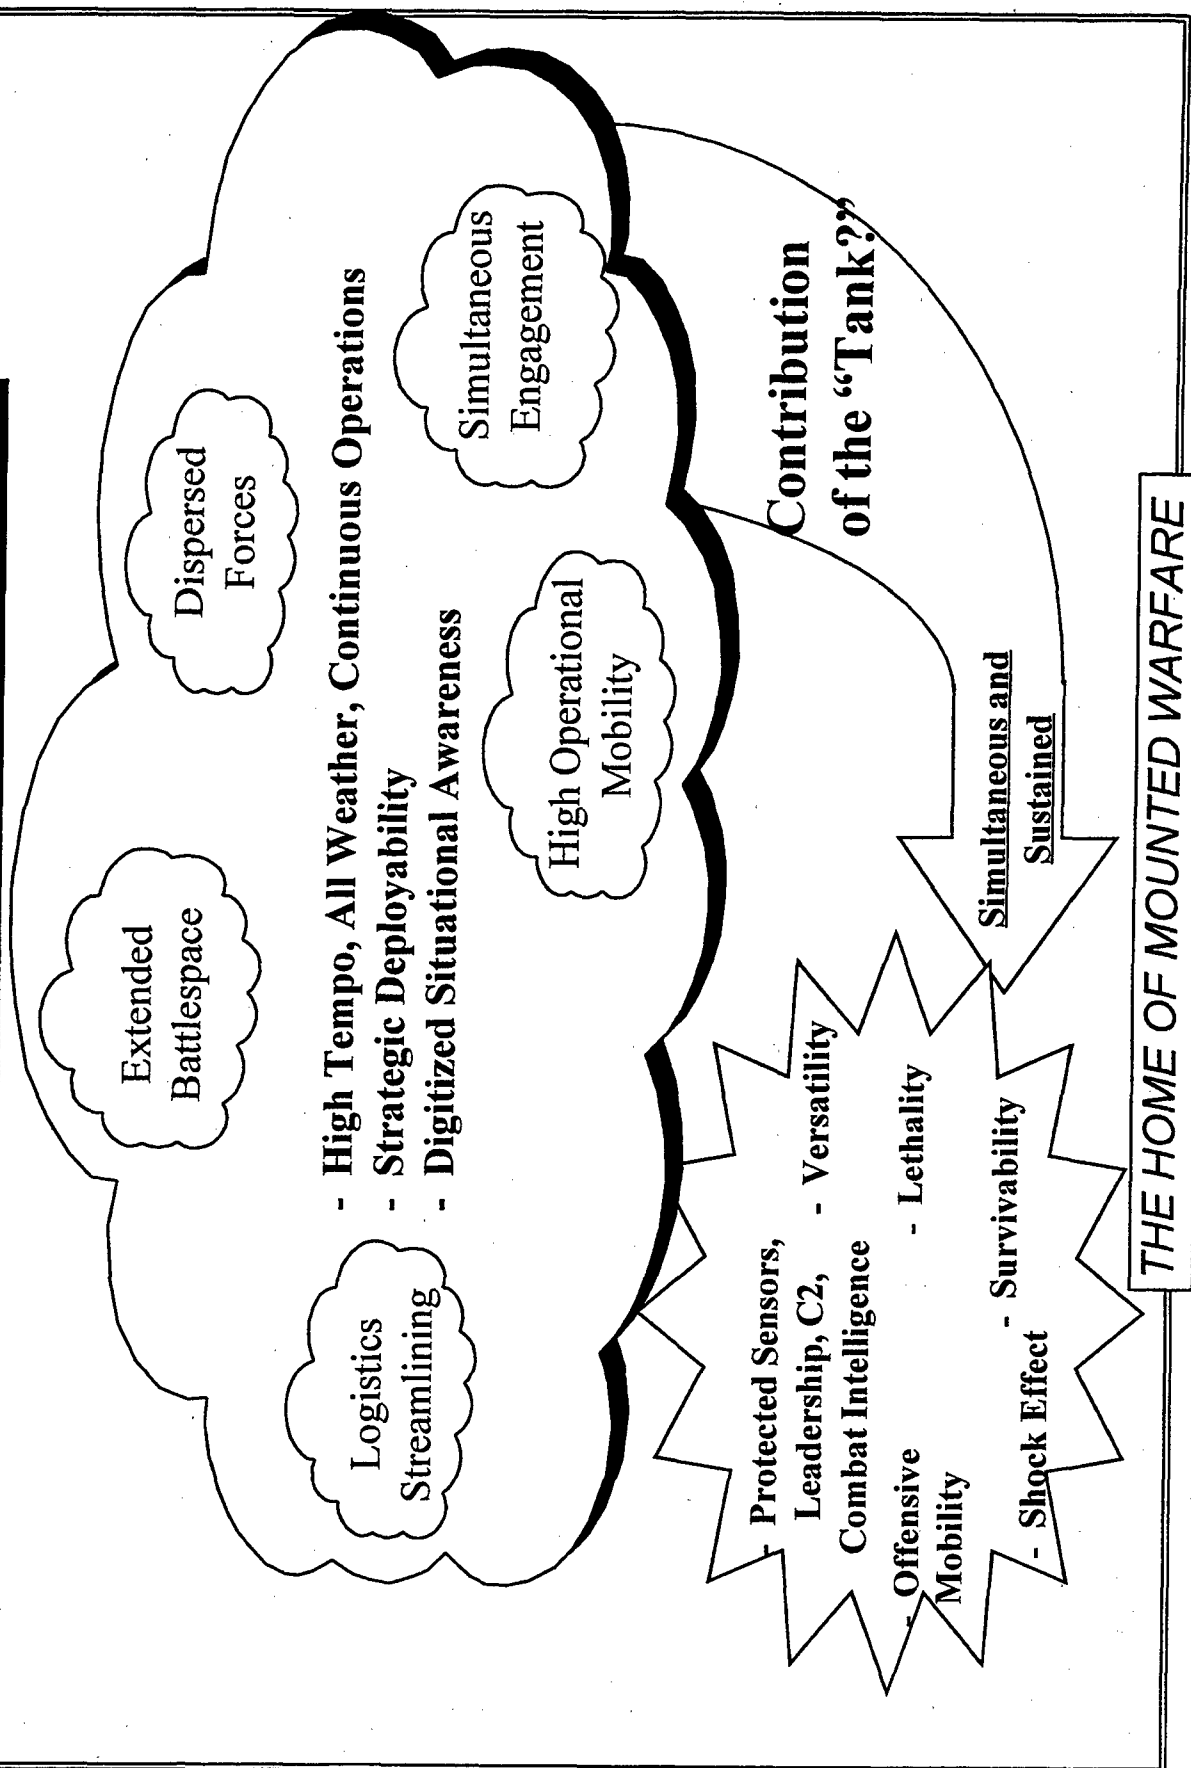 Extended
Battlespace
Dispersed
Forces
Logistics
Streamlining
- High Tempo, All Weather, Continuous Operations
- Strategic Deployability
- Digitized Situational Awareness
High Operational
Mobility
Simultaneous
Engagement
Contribution
of the “Tank?”
Simultaneous and
Sustained
- Protected Sensors,
Leadership, C2,
Combat Intelligence
- Versatility
- Lethality
- Offensive
Mobility
- Survivability
- Shock Effect
THE HOME OF MOUNTED WARFARE